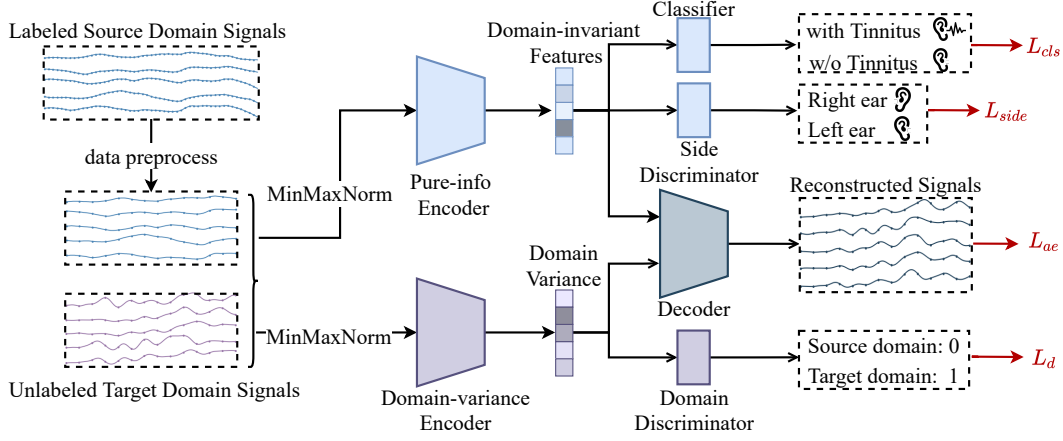 Labeled Source Domain Signals
data preprocess
MinMaxNorm
MinMaxNorm
Unlabeled Target Domain Signals
Pure-info
Encoder
Domain-variance
Encoder
Domain-invariant
Features
Domain
Variance
Classifier
Side
Discriminator
Decoder
Domain
Discriminator
with Tinnitus
w/o Tinnitus
Right ear
Left ear
Reconstructed Signals
Source domain: 0
Target domain: 1
L_cls
L_side
L_ae
L_d